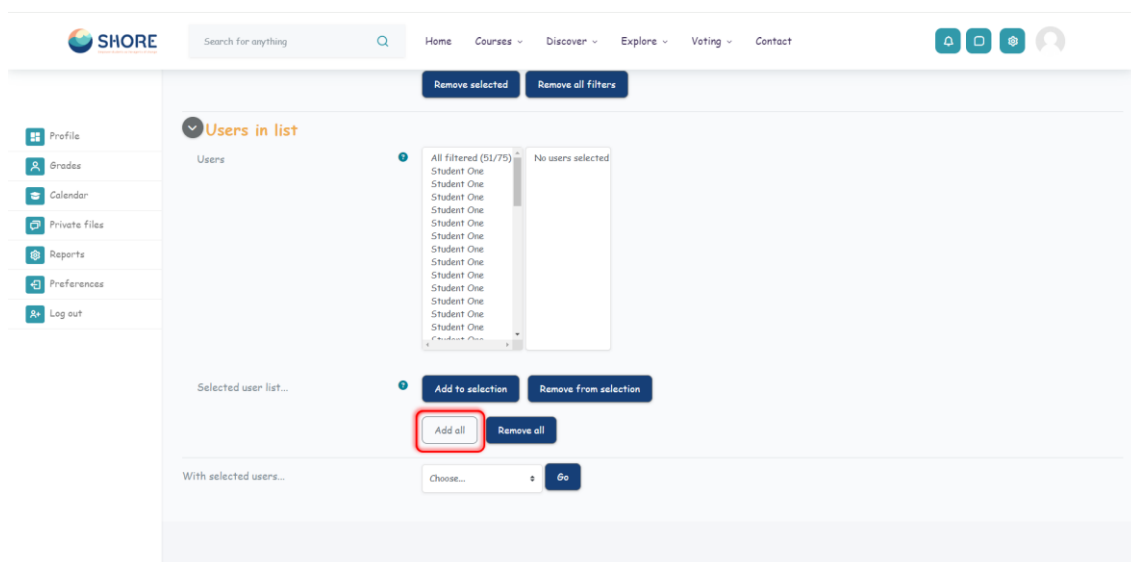 SHORE
Search for anything
Home Courses Discover Explore Voting Contact
Remove selected Remove all filters
Profile
Grades
Calendar
Private files
Reports
Preferences
Log out
Users in list
Users
?
All filtered (51/75)
Student One
Student One
Student One
Student One
Student One
Student One
Student One
Student One
Student One
Student One
Student One
Student One
Student One
Student One
No users selected
Selected user list...
?
Add to selection Remove from selection
Add all Remove all
With selected users...
Choose... Go